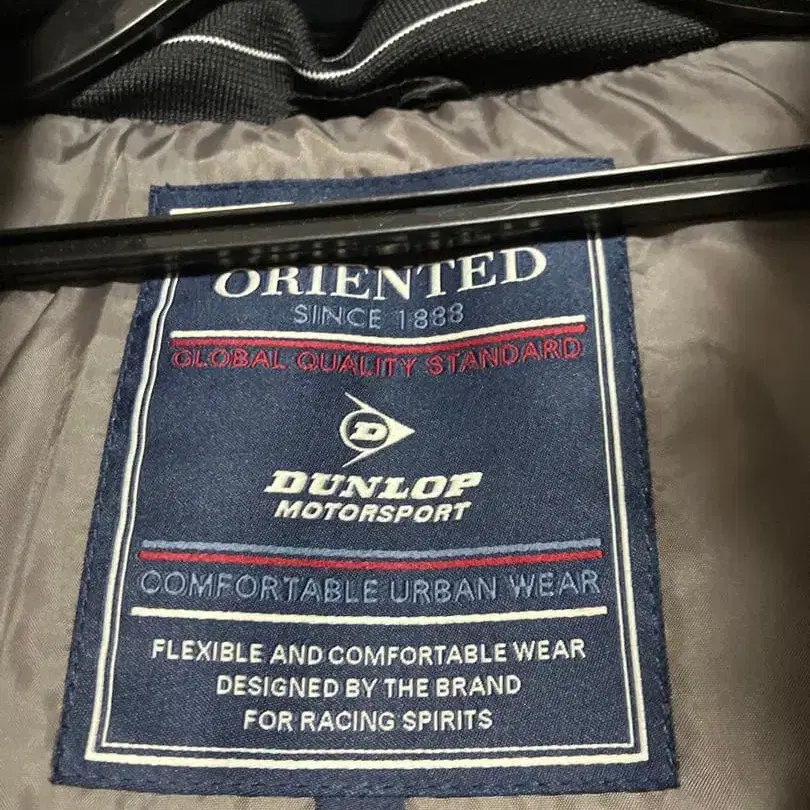 ORIENTED
SINCE 1888
GLOBAL QUALITY STANDARD
D
DUNLOP
MOTORSPORT
COMFORTABLE URBAN WEAR
FLEXIBLE AND COMFORTABLE WEAR
DESIGNED BY THE BRAND
FOR RACING SPIRITS